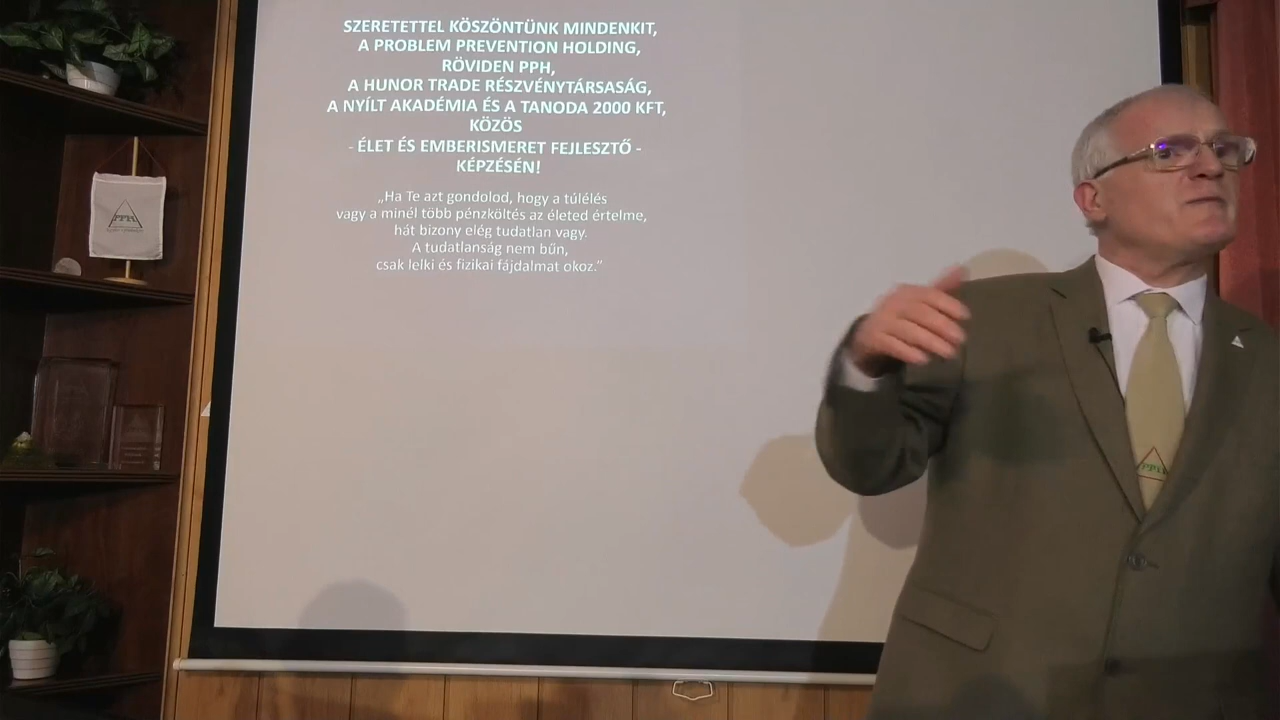 SZERETETTEL KÖSZÖNTÜNK MINDENKIT,
A PROBLEM PREVENTION HOLDING,
RÖVIDEN PPH,
A HUNOR TRADE RÉSZVÉNYTÁRSASÁG,
A NYÍLT AKADÉMIA ÉS A TANODA 2000 KFT,
KÖZÖS
- ÉLET ÉS EMBERISMERET FEJLESZTŐ -
KÉPZÉSÉN!
„Ha Te azt gondolod, hogy a túlélés
vagy a minél több pénzköltés az életed értelme,
hát bizony elég tudatlan vagy.
A tudatlanság nem bűn,
csak lelki és fizikai fájdalmat okoz.”
PPH